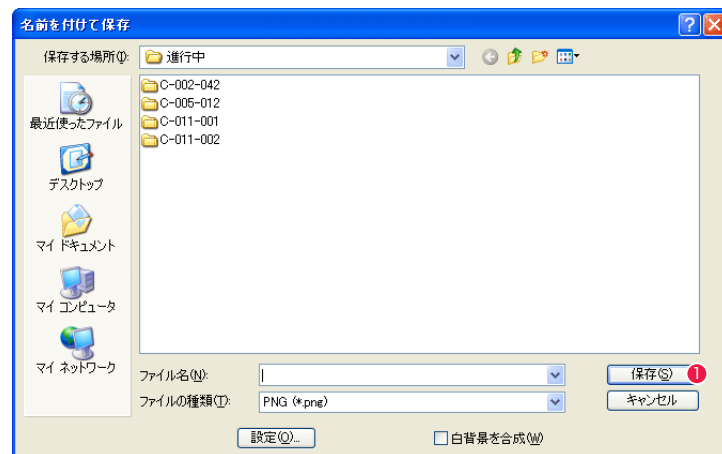 名前を付けて保存
保存する場所(I): 進行中
C-002-042
C-005-012
C-011-001
C-011-002
最近使ったファイル
デスクトップ
マイ ドキュメント
マイ コンピュータ
マイ ネットワーク
ファイル名(N): 保存(S) 1
ファイルの種類(T): PNG (*.png) キャンセル
設定(O)... 白背景を合成(W)